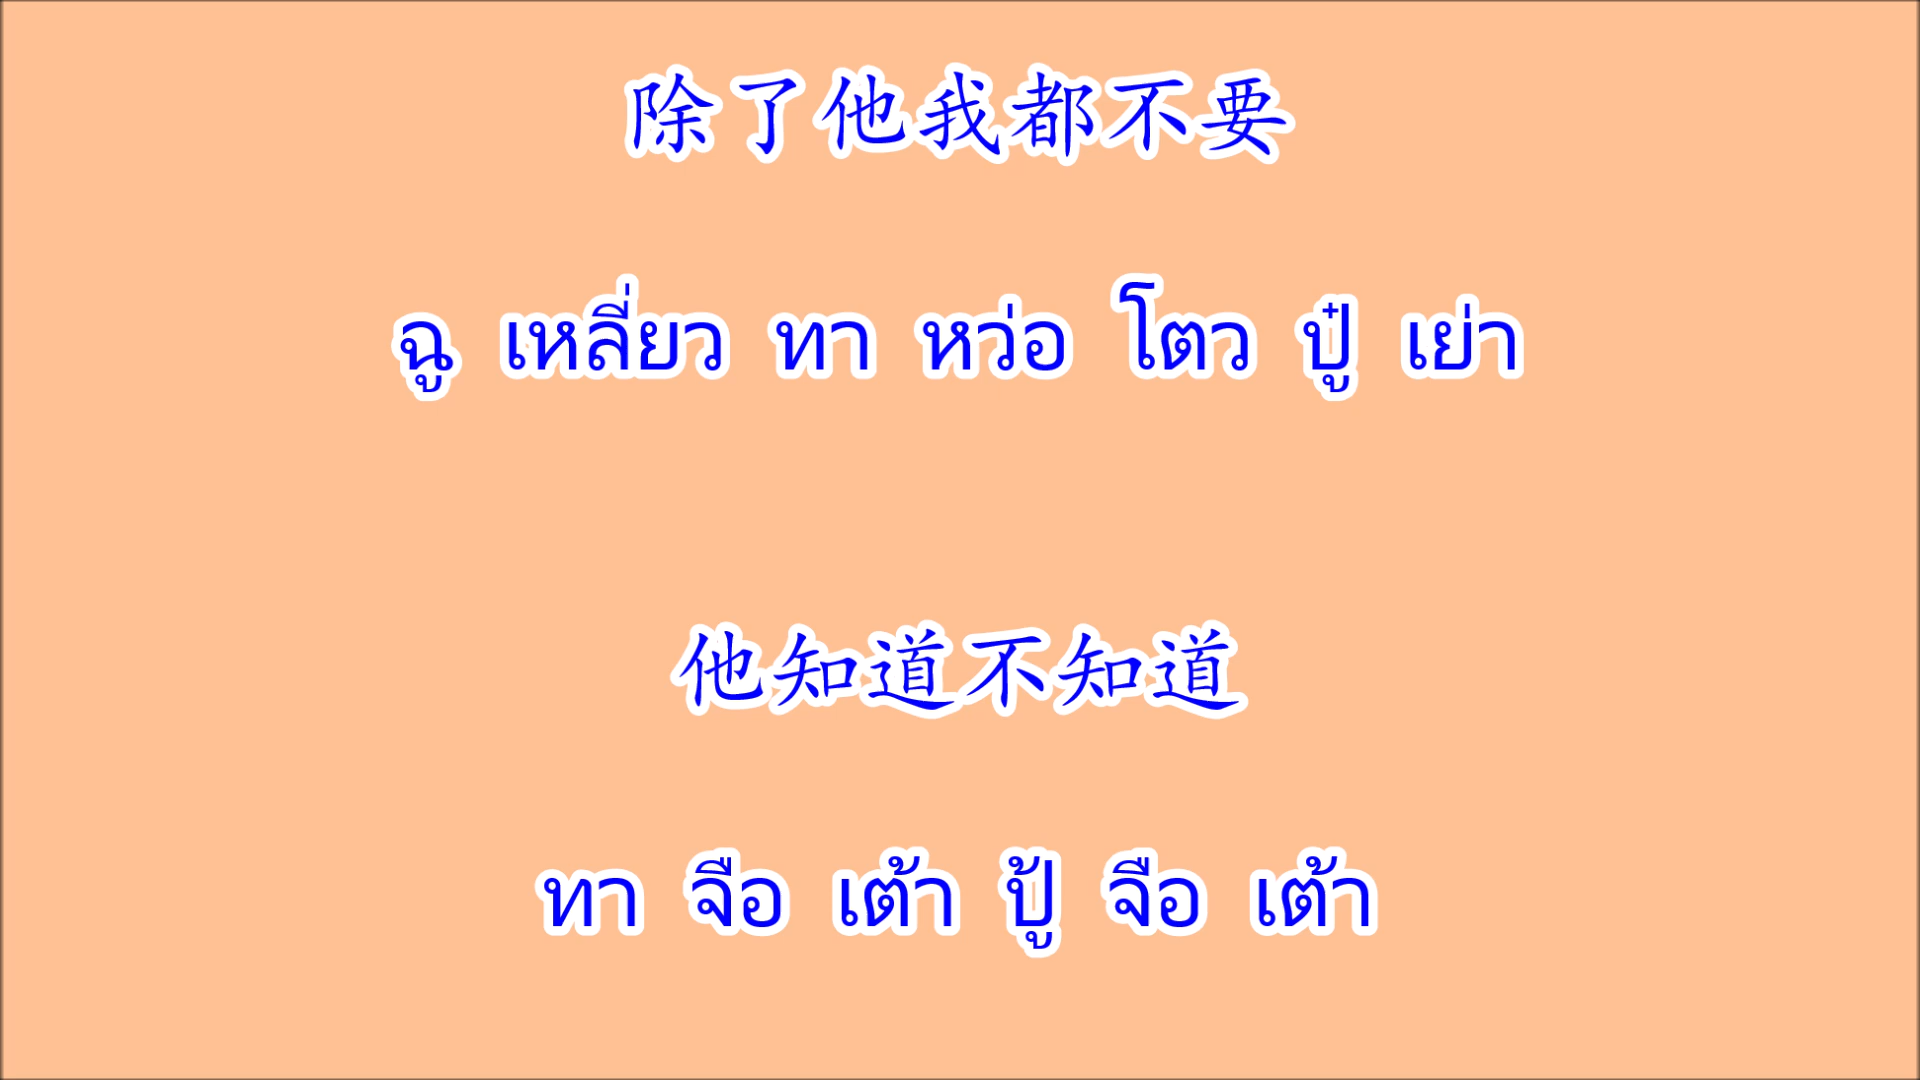 除了他我都不要
ฉู เหลี่ยว ทา หว่อ โตว ปู๋ เย่า
他知道不知道
ทา จือ เต้า ปู้ จือ เต้า